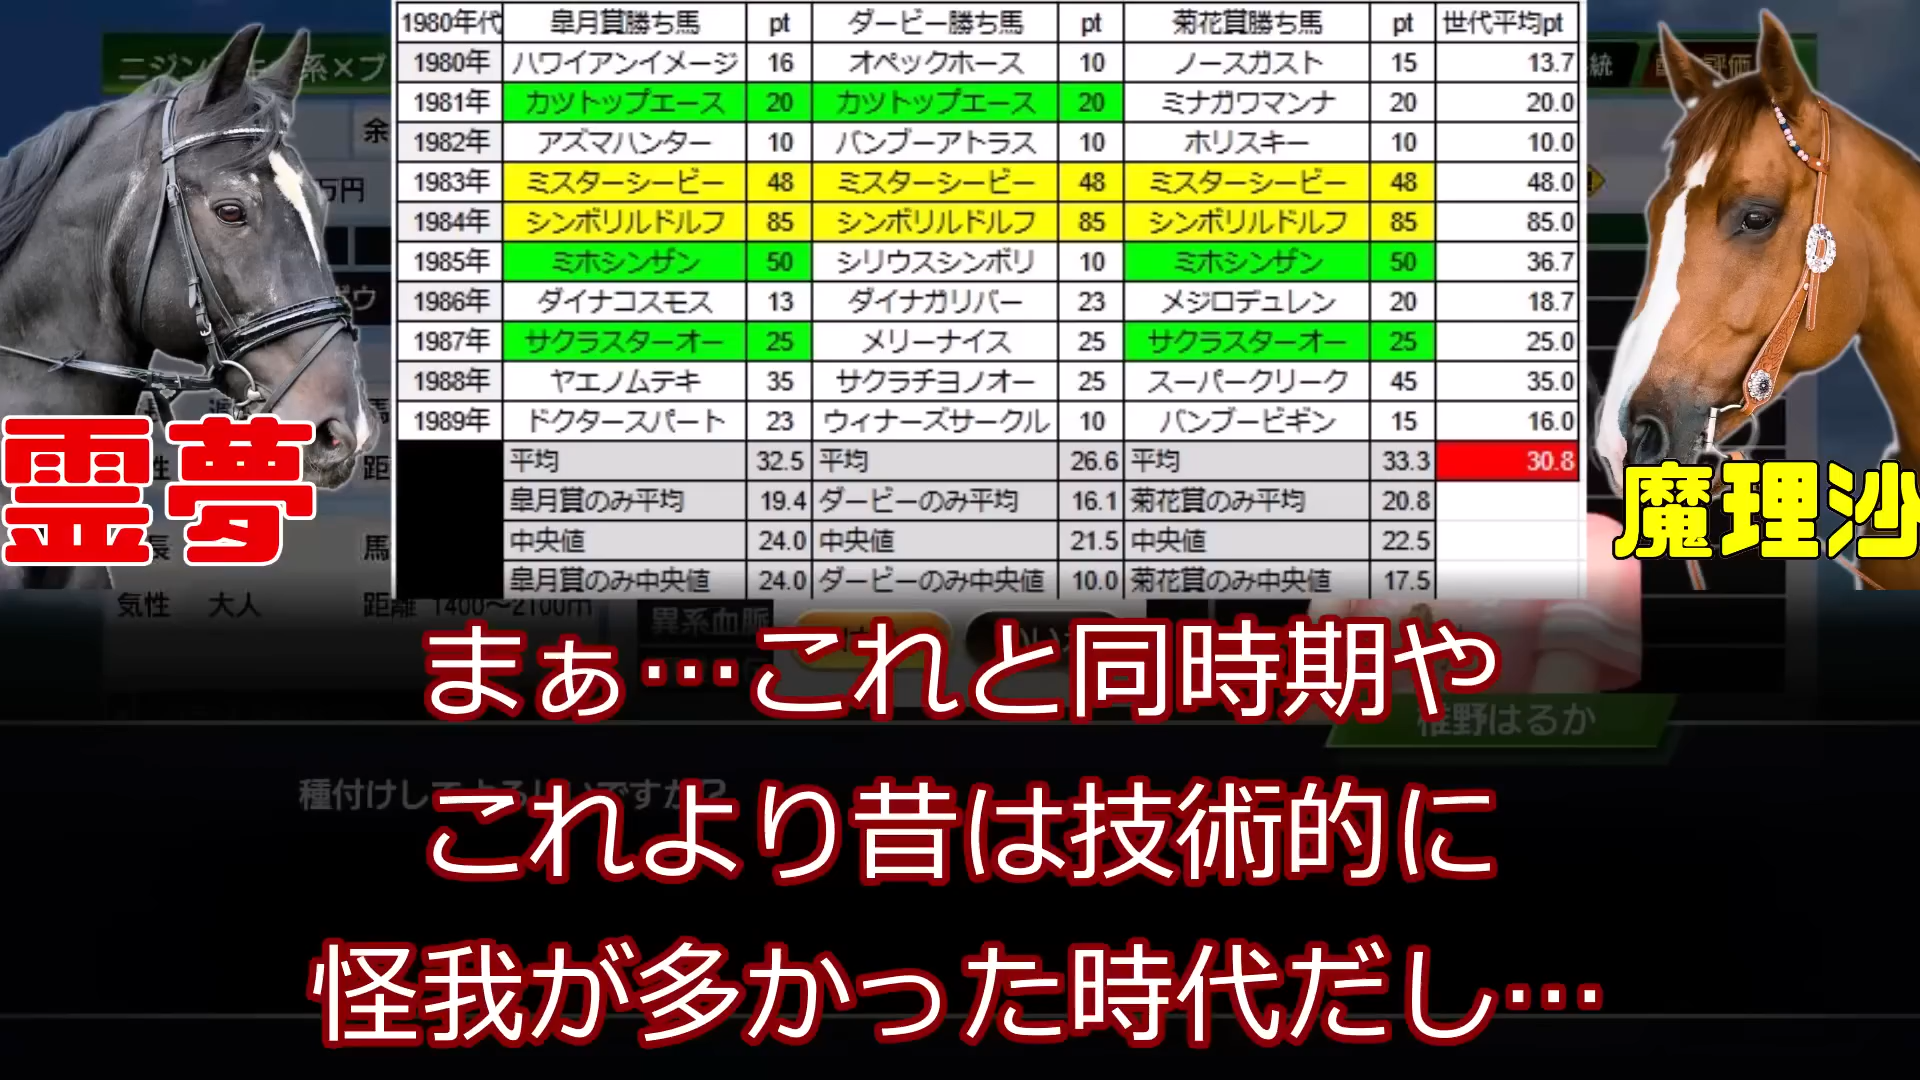 1980年代 皐月賞勝ち馬 pt ダービー勝ち馬 pt 菊花賞勝ち馬 pt 世代平均pt
1980年 ハワイアンイメージ 16 オペックホース 10 ノースガスト 15 13.7
1981年 カツトップエース 20 カツトップエース 20 ミナガワマンナ 20 20.0
1982年 アズマハンター 10 バンブーアトラス 10 ホリスキー 10 10.0
1983年 ミスターシービー 48 ミスターシービー 48 ミスターシービー 48 48.0
1984年 シンボリルドルフ 85 シンボリルドルフ 85 シンボリルドルフ 85 85.0
1985年 ミホシンザン 50 シリウスシンボリ 10 ミホシンザン 50 36.7
1986年 ダイナコスモス 13 ダイナガリバー 23 メジロデュレン 20 18.7
1987年 サクラスターオー 25 メリーナイス 25 サクラスターオー 25 25.0
1988年 ヤエノムテキ 35 サクラチヨノオー 25 スーパークリーク 45 35.0
1989年 ドクタースパート 23 ウィナーズサークル 10 バンブービギン 15 16.0
平均 32.5 平均 26.6 平均 33.3 30.8
皐月賞のみ平均 19.4 ダービーのみ平均 16.1 菊花賞のみ平均 20.8
中央値 24.0 中央値 21.5 中央値 22.5
皐月賞のみ中央値 24.0 ダービーのみ中央値 10.0 菊花賞のみ中央値 17.5
霊夢
魔理沙
気性 大人 距離 1400～2100m
異系血脈
椎野はるか
まぁ…これと同時期や
これより昔は技術的に
怪我が多かった時代だし…